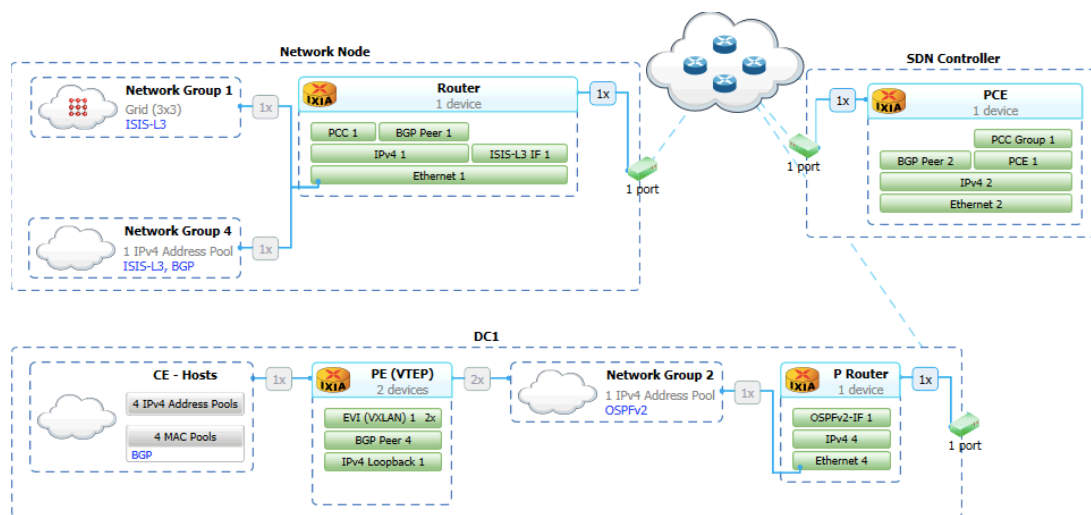 Network Node
Network Group 1
Grid (3x3)
ISIS-L3
1x
IXIA
Router
1 device
PCC 1
BGP Peer 1
IPv4 1
ISIS-L3 IF 1
Ethernet 1
1x
1 port
Network Group 4
1 IPv4 Address Pool
ISIS-L3, BGP
1x
SDN Controller
1 port
1x
IXIA
PCE
1 device
PCC Group 1
BGP Peer 2
PCE 1
IPv4 2
Ethernet 2
DC1
CE - Hosts
4 IPv4 Address Pools
4 MAC Pools
BGP
1x
IXIA
PE (VTEP)
2 devices
EVI (VXLAN) 1 2x
BGP Peer 4
IPv4 Loopback 1
2x
Network Group 2
1 IPv4 Address Pool
OSPFv2
1x
IXIA
P Router
1 device
OSPFv2-IF 1
IPv4 4
Ethernet 4
1x
1 port